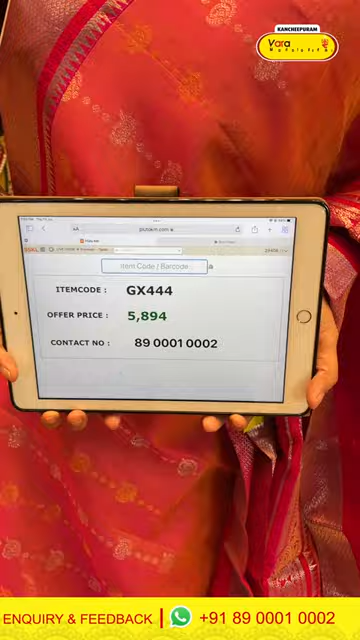 KANCHEEPURAM
Vara
Mahalakshmi
Item Code / Barcode
ITEMCODE : GX444
OFFER PRICE : 5,894
CONTACT NO : 89 0001 0002
ENQUIRY & FEEDBACK | +91 89 0001 0002